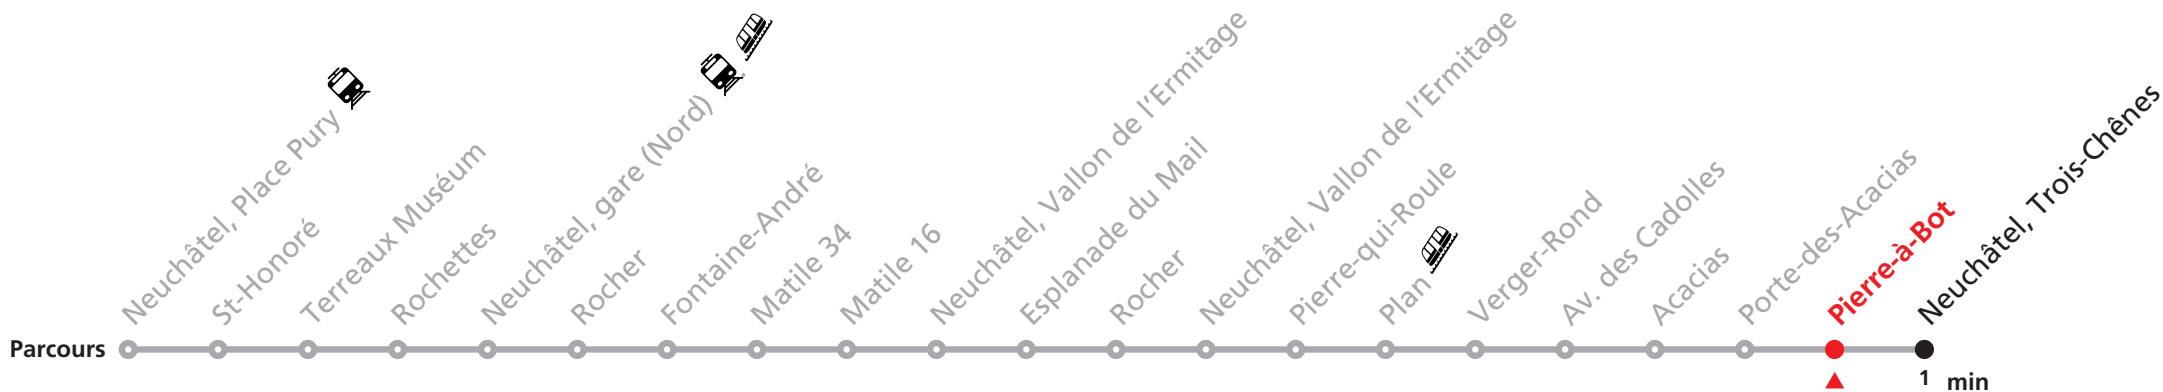 Parcours
Neuchâtel, Place Pury
St-Honoré
Terreaux Muséum
Rochettes
Neuchâtel, gare (Nord)
Rocher
Fontaine-André
Matile 34
Matile 16
Neuchâtel, Vallon de l'Ermitage
Esplanade du Mail
Rocher
Neuchâtel, Vallon de l'Ermitage
Pierre-qui-Roule
Plan
Verger-Rond
Av. des Cadolles
Acacias
Porte-des-Acacias
Pierre-à-Bot
Neuchâtel, Trois-Chênes
1 min